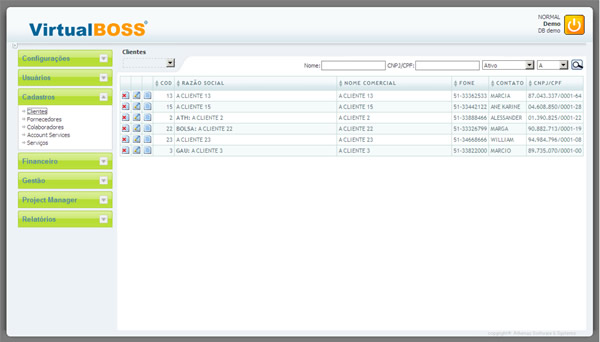 VirtualBOSS®
NORMAL
Demo
DB demo
Configurações
Usuários
Cadastros
Clientes
Fornecedores
Colaboradores
Account Services
Serviços
Financeiro
Gestão
Project Manager
Relatórios
Clientes
Nome: CNPJ/CPF: Ativo A
COD RAZÃO SOCIAL NOME COMERCIAL FONE CONTATO CNPJ/CPF
13 A CLIENTE 13 A CLIENTE 13 51-33362533 MARCIA 87.043.337/0001-64
15 A CLIENTE 15 A CLIENTE 15 51-33442122 ANE KARINE 04.608.850/0001-28
2 ATH: A CLIENTE 2 A CLIENTE 2 51-33888466 ALESSANDER 01.390.825/0001-22
22 BOLSA: A CLIENTE 22 A CLIENTE 22 51-33326799 MARGA 90.882.713/0001-19
23 A CLIENTE 23 A CLIENTE 23 51-34668666 WILLIAM 94.984.796/0001-08
3 GAU: A CLIENTE 3 A CLIENTE 3 51-33822000 MARCIO 89.735.070/0001-00